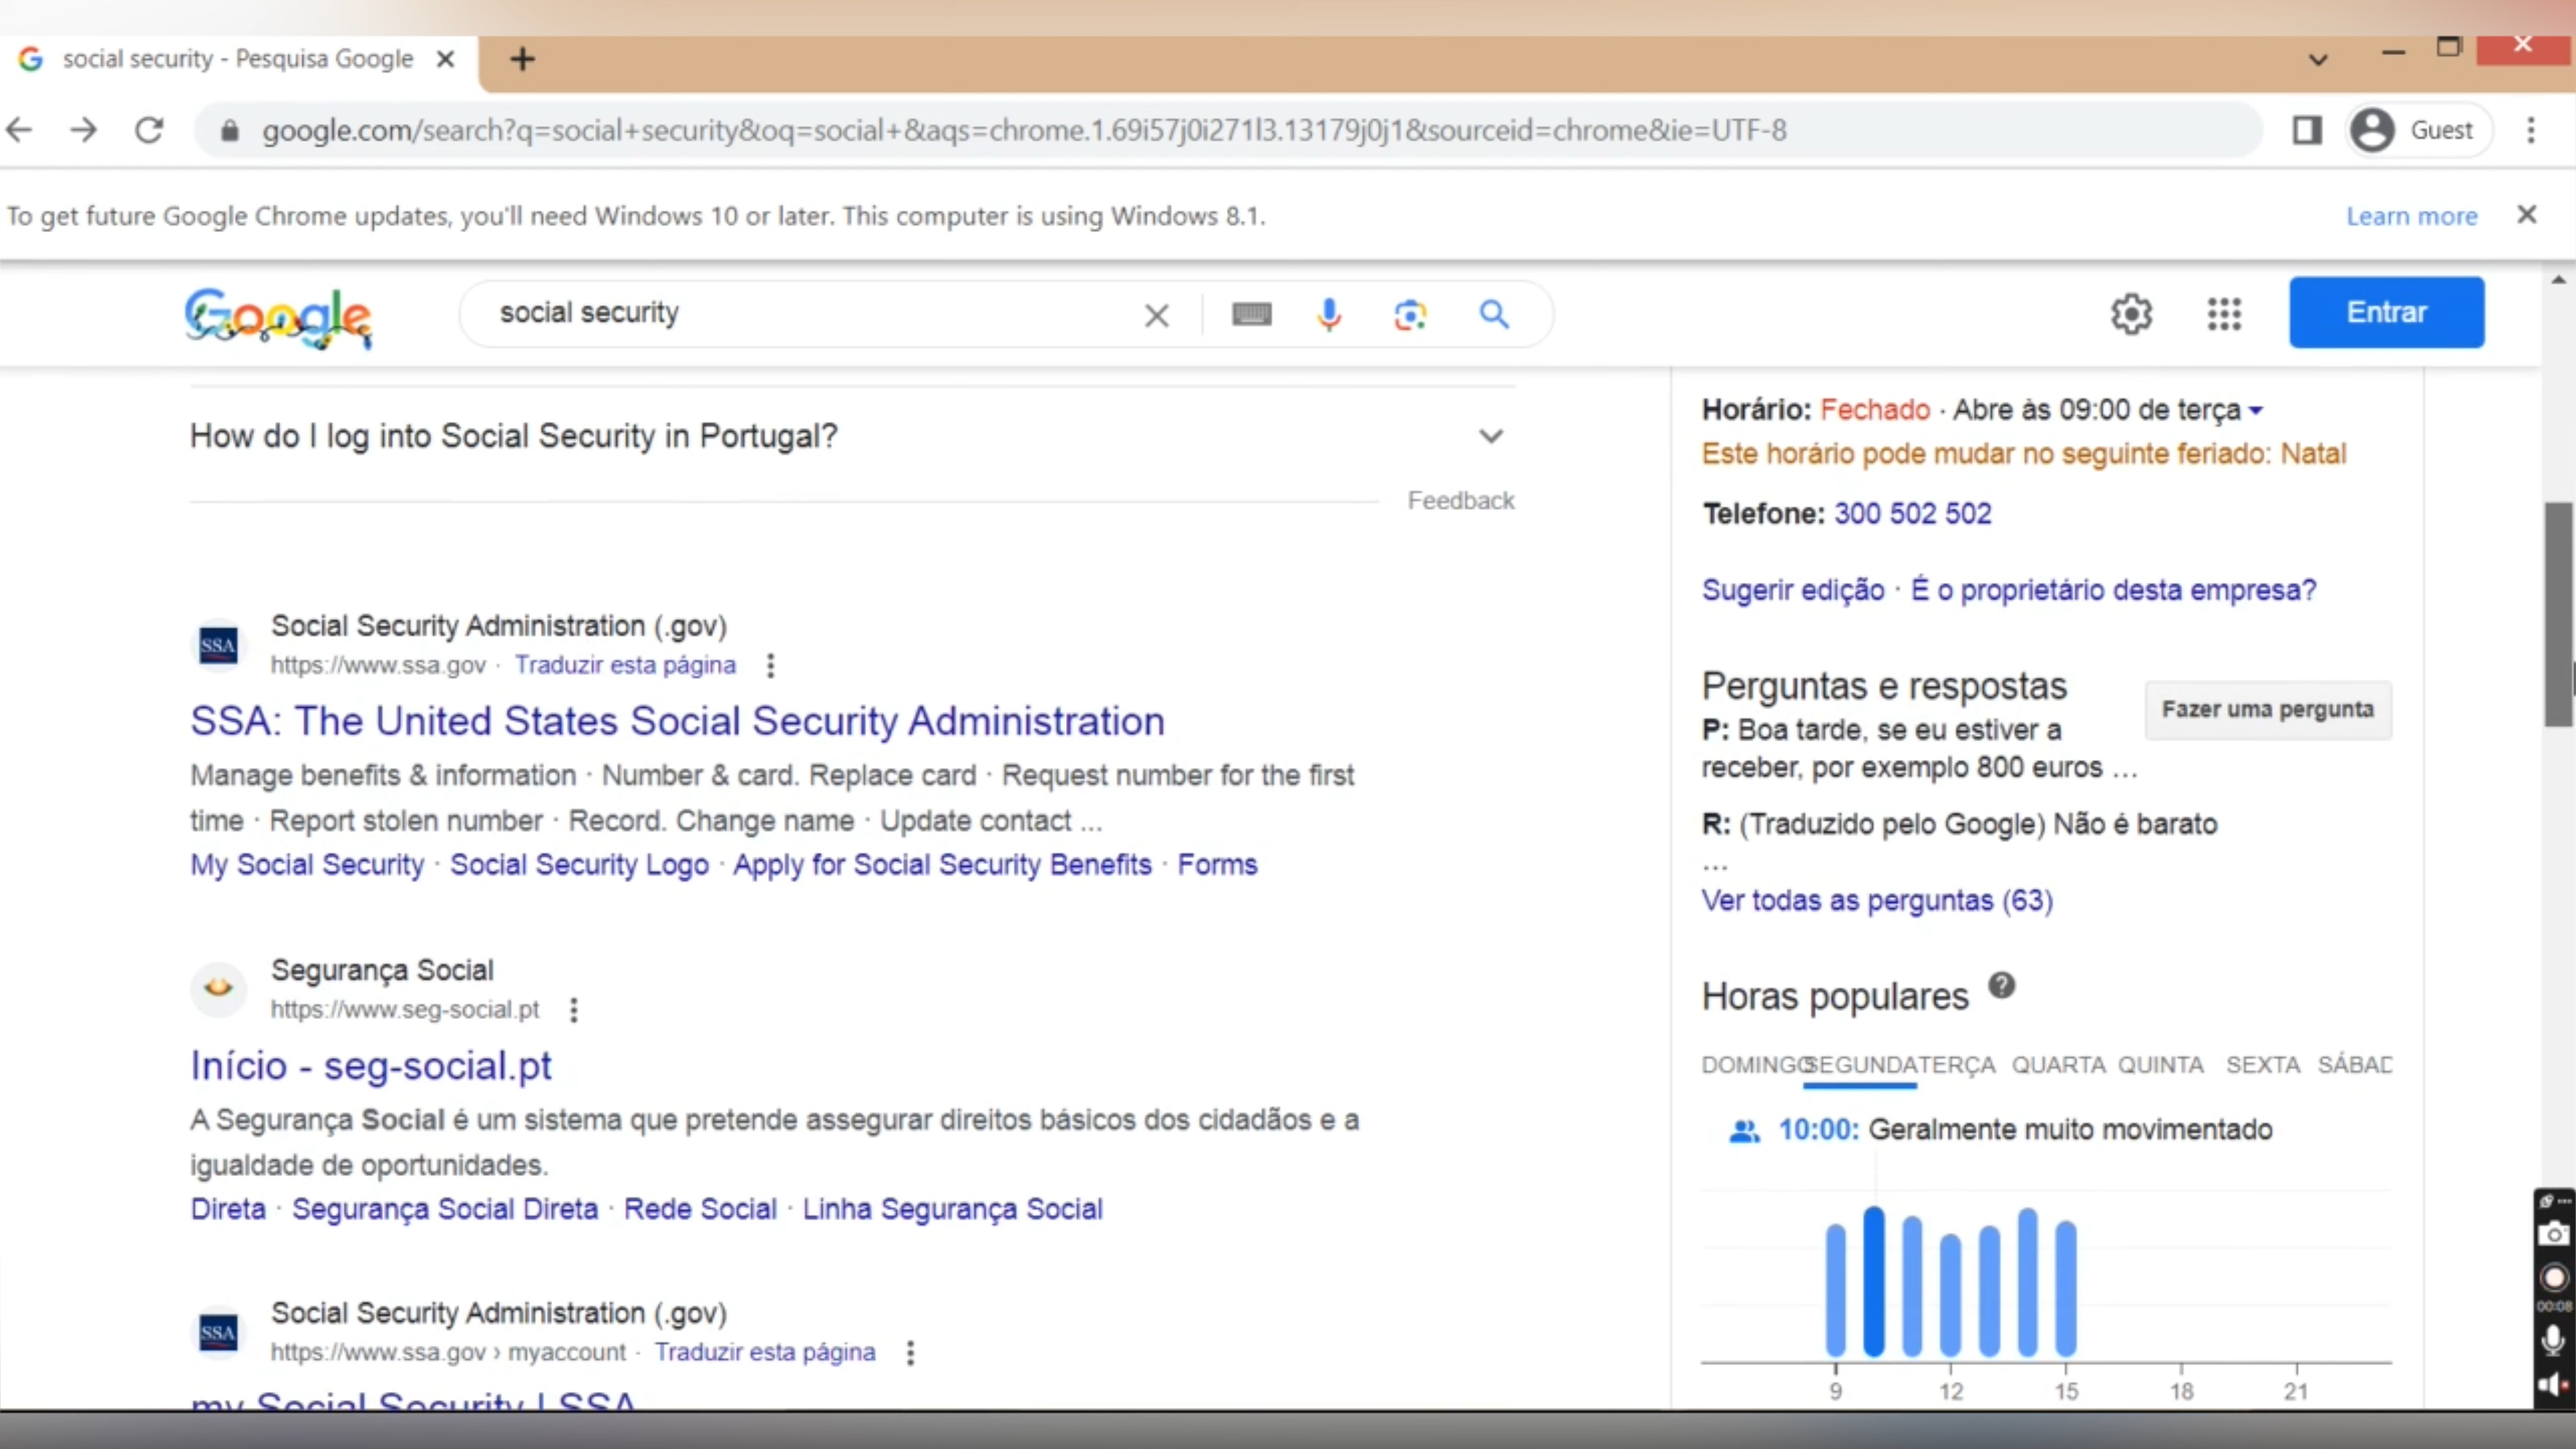 social security - Pesquisa Google
google.com/search?q=social+security&oq=social+&aqs=chrome.1.69i57j0i271l3.13179j0j1&sourceid=chrome&ie=UTF-8
Guest
To get future Google Chrome updates, you'll need Windows 10 or later. This computer is using Windows 8.1.
Learn more
Google
social security
Entrar
How do I log into Social Security in Portugal?
Feedback
SSA
Social Security Administration (.gov)
https://www.ssa.gov · Traduzir esta página
SSA: The United States Social Security Administration
Manage benefits & information · Number & card. Replace card · Request number for the first
time · Report stolen number · Record. Change name · Update contact ...
My Social Security · Social Security Logo · Apply for Social Security Benefits · Forms
Segurança Social
https://www.seg-social.pt
Início - seg-social.pt
A Segurança Social é um sistema que pretende assegurar direitos básicos dos cidadãos e a
igualdade de oportunidades.
Direta · Segurança Social Direta · Rede Social · Linha Segurança Social
SSA
Social Security Administration (.gov)
https://www.ssa.gov › myaccount · Traduzir esta página
my Social Security | SSA
Horário: Fechado · Abre às 09:00 de terça
Este horário pode mudar no seguinte feriado: Natal
Telefone: 300 502 502
Sugerir edição · É o proprietário desta empresa?
Perguntas e respostas
Fazer uma pergunta
P: Boa tarde, se eu estiver a
receber, por exemplo 800 euros ...
R: (Traduzido pelo Google) Não é barato
...
Ver todas as perguntas (63)
Horas populares
DOMINGO SEGUNDA TERÇA QUARTA QUINTA SEXTA SÁBAD
10:00: Geralmente muito movimentado
9 12 15 18 21
00:08